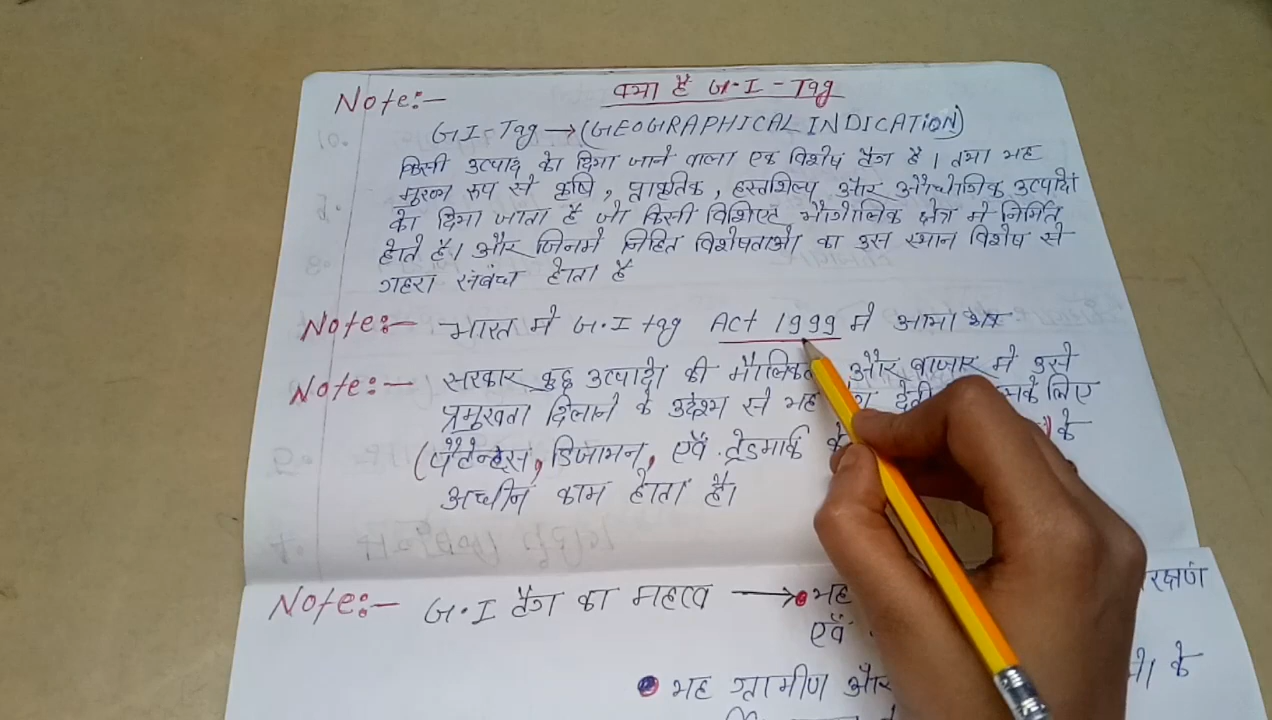 क्या है G.I-Tag
Note:-
GI-Tag → (GEOGRAPHICAL INDICATION)
किसी उत्पाद को दिया जाने वाला एक विशेष टैग है। तथा यह
मुख्य रूप से कृषि, प्राकृतिक, हस्तशिल्प और औद्योगिक उत्पादों
को दिया जाता है जो किसी विशिष्ट भौगोलिक क्षेत्र में निर्मित
होते है। और जिनमें निहित विशेषताओं का उस स्थान विशेष से
गहरा संबंध होता है
Note:- भारत में G.I tag Act 1999 में आया था
Note:- सरकार कुछ उत्पादों की और बाजार में उसे
प्रमुखता दिलाने के उद्देश्य से यह लिए
(पेटेन्ट्स, डिजायन, एवं ट्रेडमार्क के
अधीन काम होता है।
Note:- G.I टैग का महत्व → • यह
एवं
• यह ग्रामीण और के